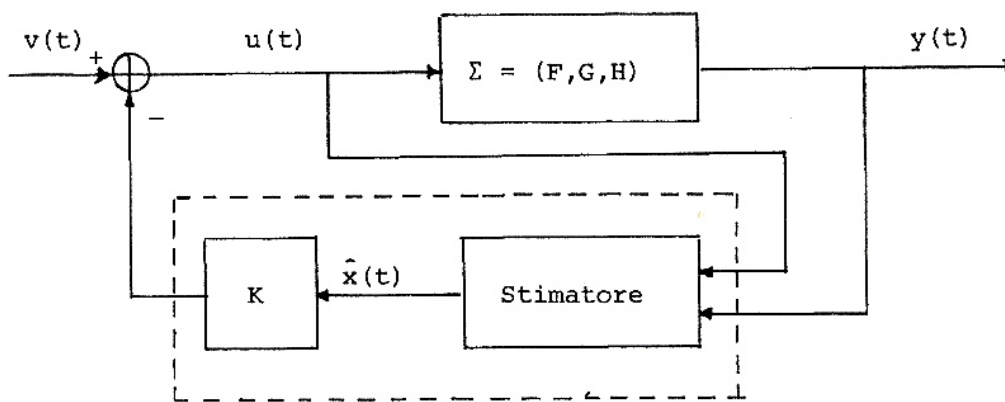 v(t)
+
u(t)
Σ = (F,G,H)
y(t)
−
K
x̂(t)
Stimatore